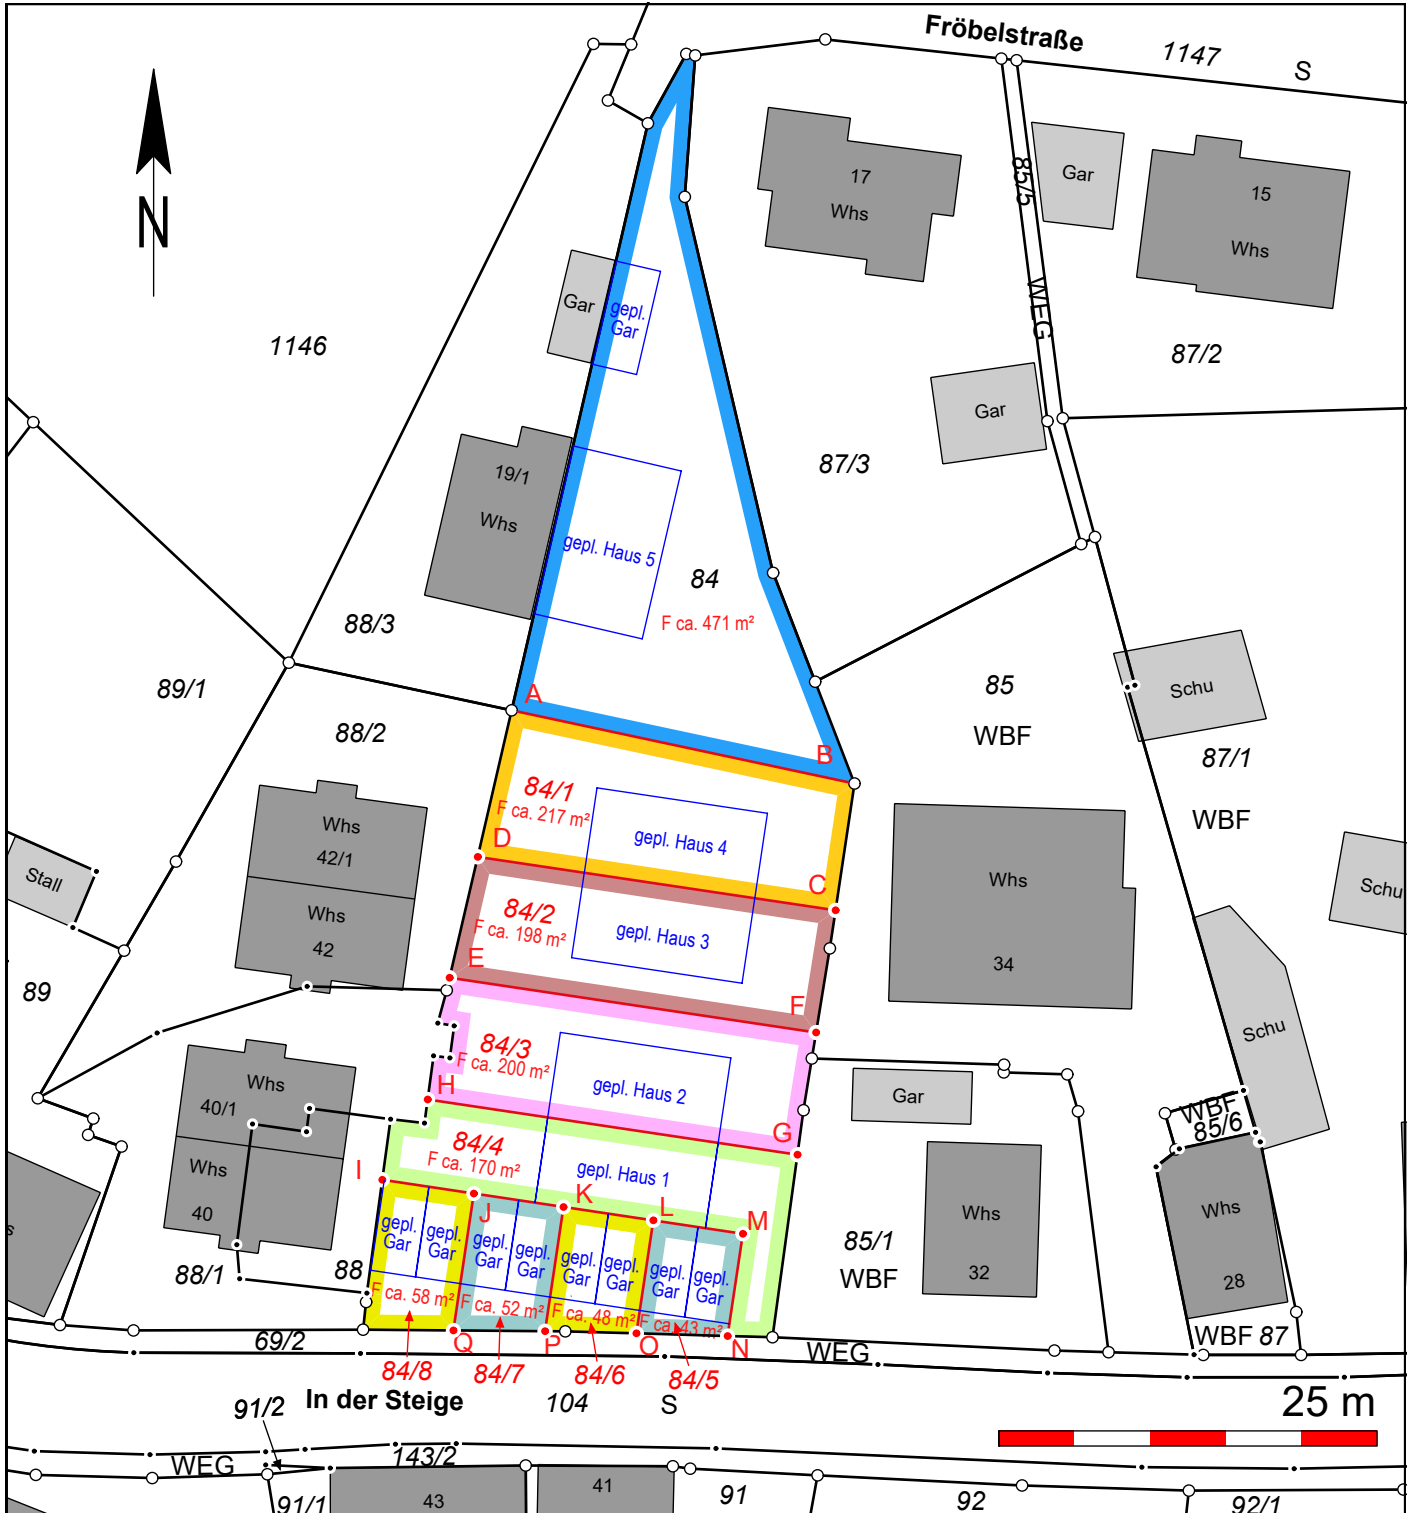 Fröbelstraße
1147
S
N
17
Whs
85/5
Gar
15
Whs
WEG
Gar
gepl.
Gar
1146
87/2
Gar
87/3
19/1
Whs
gepl. Haus 5
84
F ca. 471 m²
88/3
89/1
A
B
88/2
85
WBF
Schu
87/1
WBF
84/1
F ca. 217 m²
gepl. Haus 4
D
C
Whs
42/1
Whs
42
Stall
Whs
34
Schu
84/2
F ca. 198 m²
gepl. Haus 3
E
F
89
Schu
84/3
F ca. 200 m²
gepl. Haus 2
H
G
Whs
40/1
Whs
40
Gar
WBF
85/6
84/4
F ca. 170 m²
gepl. Haus 1
I
J
K
L
M
gepl.
Gar
gepl.
Gar
gepl.
Gar
gepl.
Gar
gepl.
Gar
gepl.
Gar
gepl.
Gar
gepl.
Gar
85/1
WBF
Whs
32
Whs
28
88/1
88
F ca. 58 m²
F ca. 52 m²
F ca. 48 m²
F ca. 43 m²
69/2
Q
P
O
N
WEG
WBF 87
84/8
84/7
84/6
84/5
In der Steige
104
S
25 m
91/2
WEG
143/2
91/1
43
41
91
92
92/1